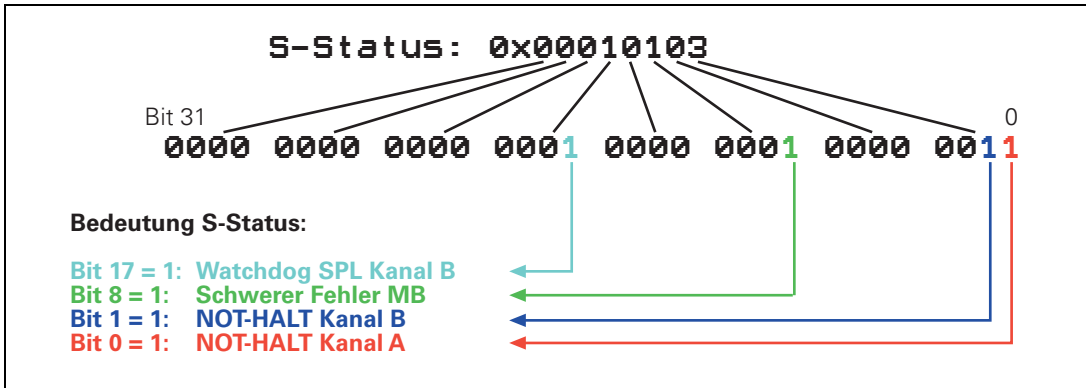 S-Status: 0x00010103
Bit 31 0
0000 0000 0000 0001 0000 0001 0000 0011
Bedeutung S-Status:
Bit 17 = 1: Watchdog SPL Kanal B
Bit 8 = 1: Schwerer Fehler MB
Bit 1 = 1: NOT-HALT Kanal B
Bit 0 = 1: NOT-HALT Kanal A